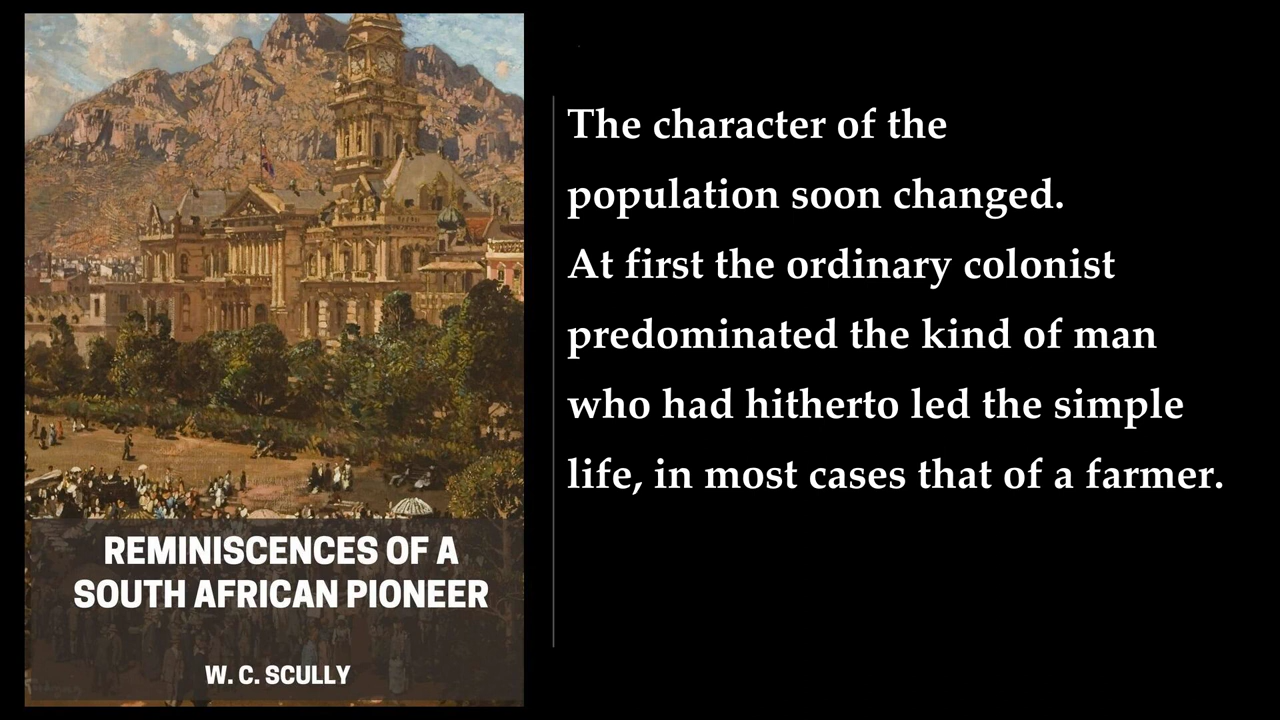 The character of the
population soon changed.
At first the ordinary colonist
predominated the kind of man
who had hitherto led the simple
life, in most cases that of a farmer.
REMINISCENCES OF A
SOUTH AFRICAN PIONEER
W. C. SCULLY